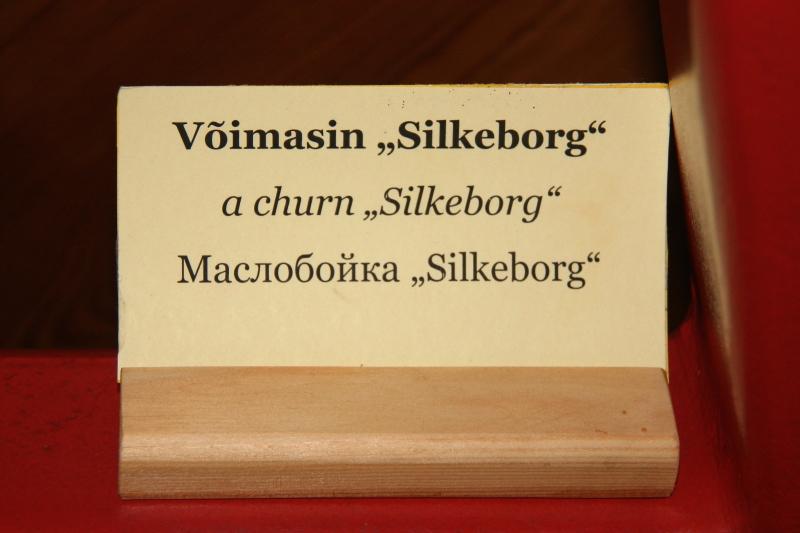 Võimasin „Silkeborg“
a churn „Silkeborg“
Маслобойка „Silkeborg“